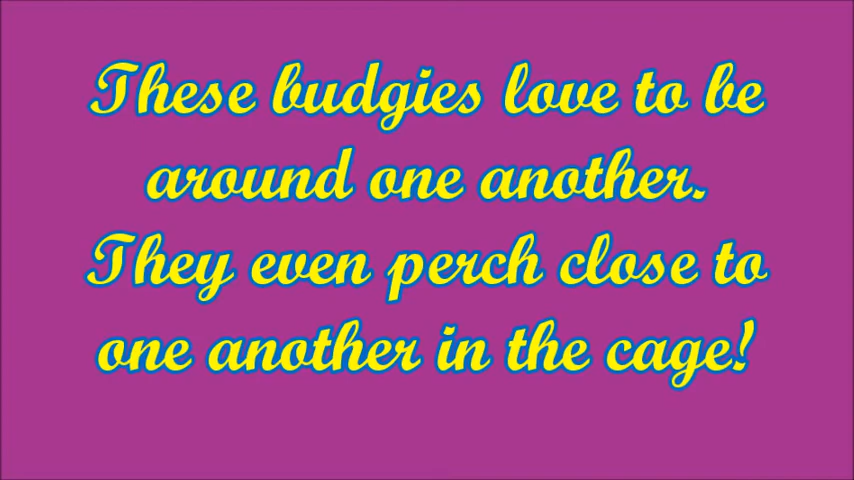 These budgies love to be
around one another.
They even perch close to
one another in the cage!